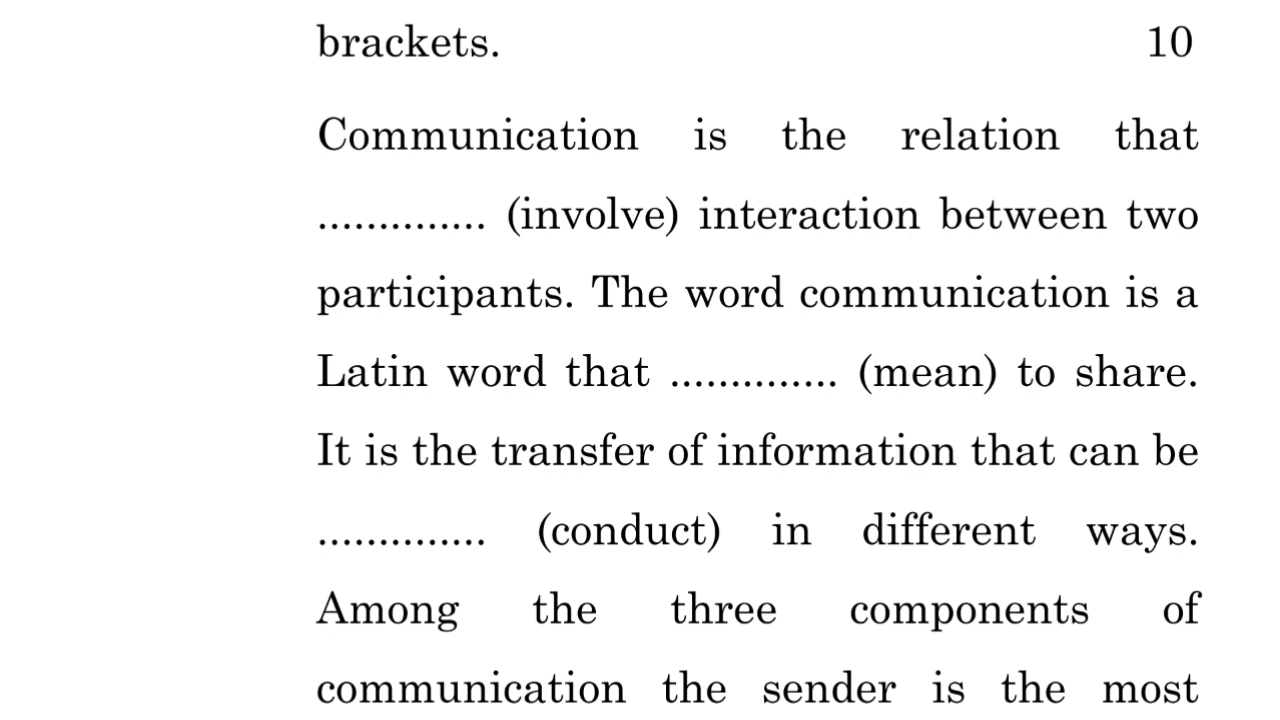 brackets. 10
Communication is the relation that
.............. (involve) interaction between two
participants. The word communication is a
Latin word that .............. (mean) to share.
It is the transfer of information that can be
.............. (conduct) in different ways.
Among the three components of
communication the sender is the most